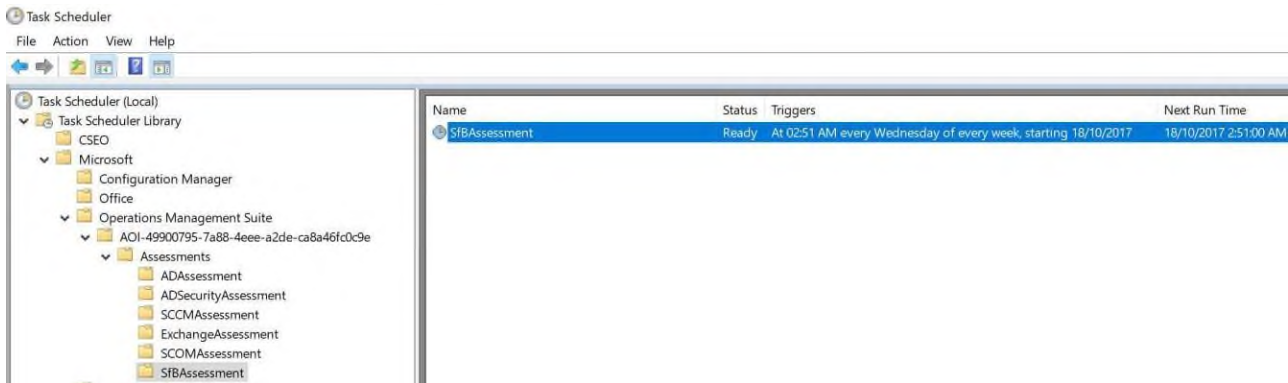 Task Scheduler
File Action View Help
Task Scheduler (Local)
Task Scheduler Library
CSEO
Microsoft
Configuration Manager
Office
Operations Management Suite
AOI-49900795-7a88-4eee-a2de-ca8a46fc0c9e
Assessments
ADAssessment
ADSecurityAssessment
SCCMAssessment
ExchangeAssessment
SCOMAssessment
SfBAssessment
Name Status Triggers Next Run Time
SfBAssessment Ready At 02:51 AM every Wednesday of every week, starting 18/10/2017 18/10/2017 2:51:00 AM